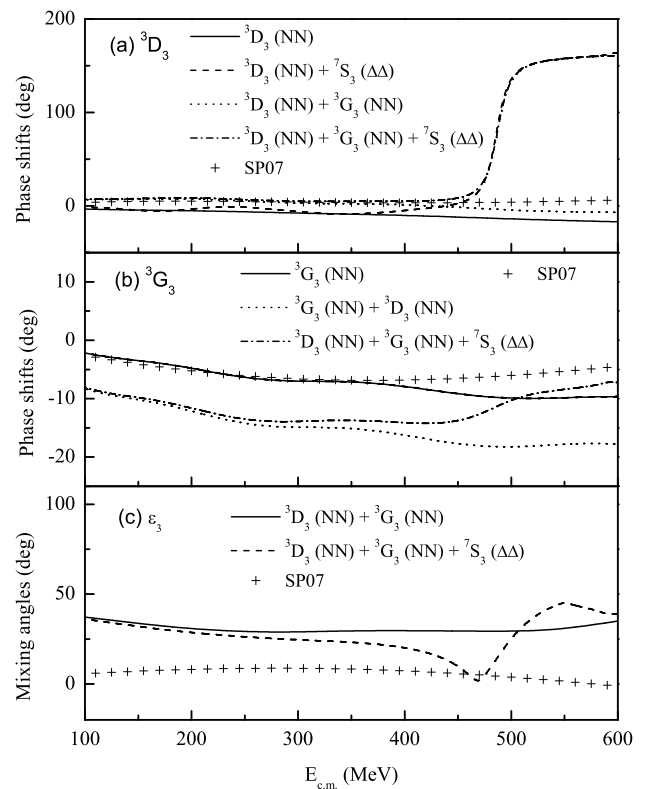 (a) ³D₃
³D₃ (NN)
³D₃ (NN) + ⁷S₃ (ΔΔ)
³D₃ (NN) + ³G₃ (NN)
³D₃ (NN) + ³G₃ (NN) + ⁷S₃ (ΔΔ)
SP07
Phase shifts (deg)
200
100
0
(b) ³G₃
³G₃ (NN)
SP07
³G₃ (NN) + ³D₃ (NN)
³D₃ (NN) + ³G₃ (NN) + ⁷S₃ (ΔΔ)
Phase shifts (deg)
10
0
-10
-20
(c) ε₃
³D₃ (NN) + ³G₃ (NN)
³D₃ (NN) + ³G₃ (NN) + ⁷S₃ (ΔΔ)
SP07
Mixing angles (deg)
100
50
0
100 200 300 400 500 600
E_c.m. (MeV)